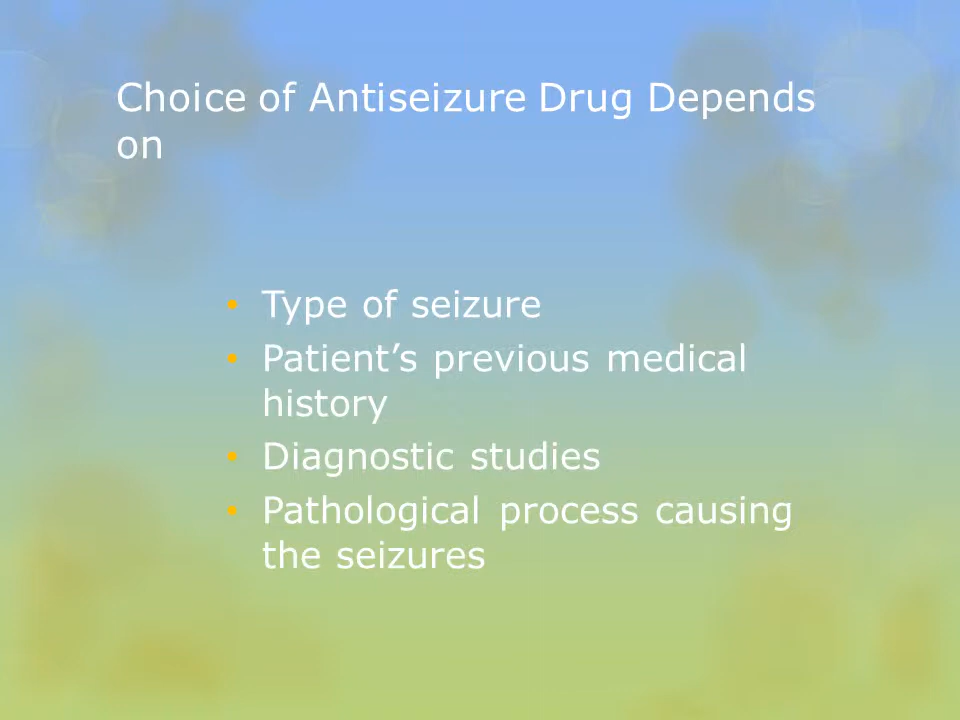 Choice of Antiseizure Drug Depends
on
• Type of seizure
• Patient’s previous medical
history
• Diagnostic studies
• Pathological process causing
the seizures